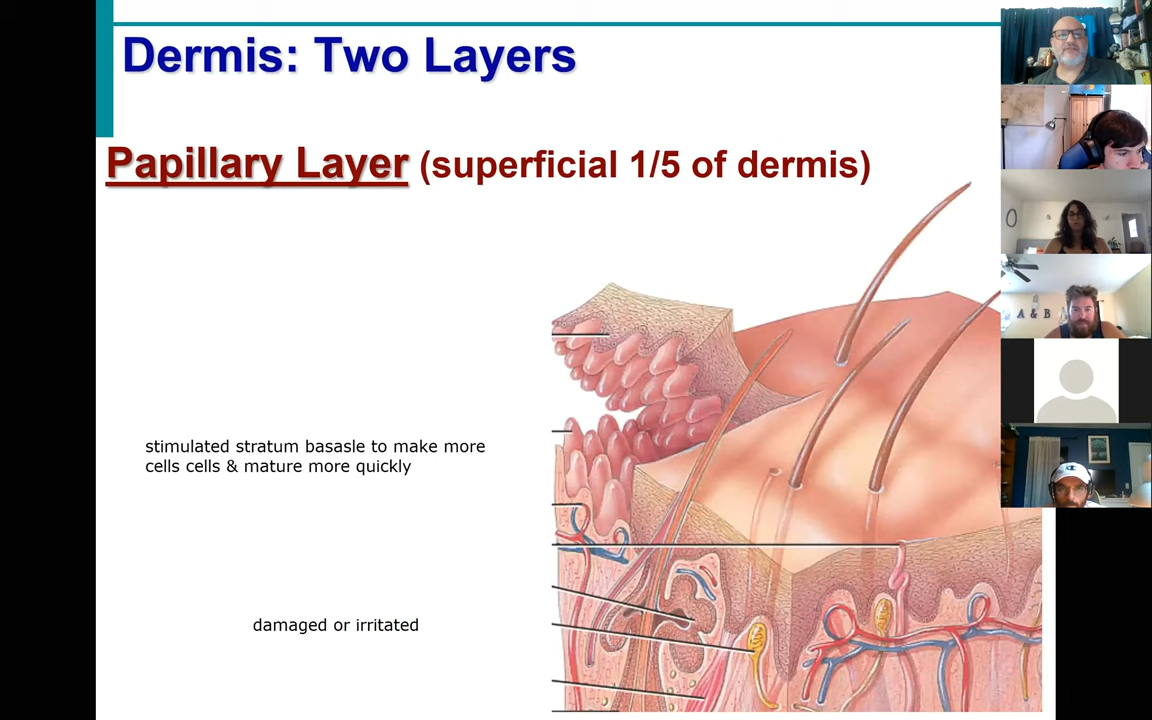 Dermis: Two Layers
Papillary Layer (superficial 1/5 of dermis)
stimulated stratum basasle to make more
cells cells & mature more quickly
damaged or irritated
A & B